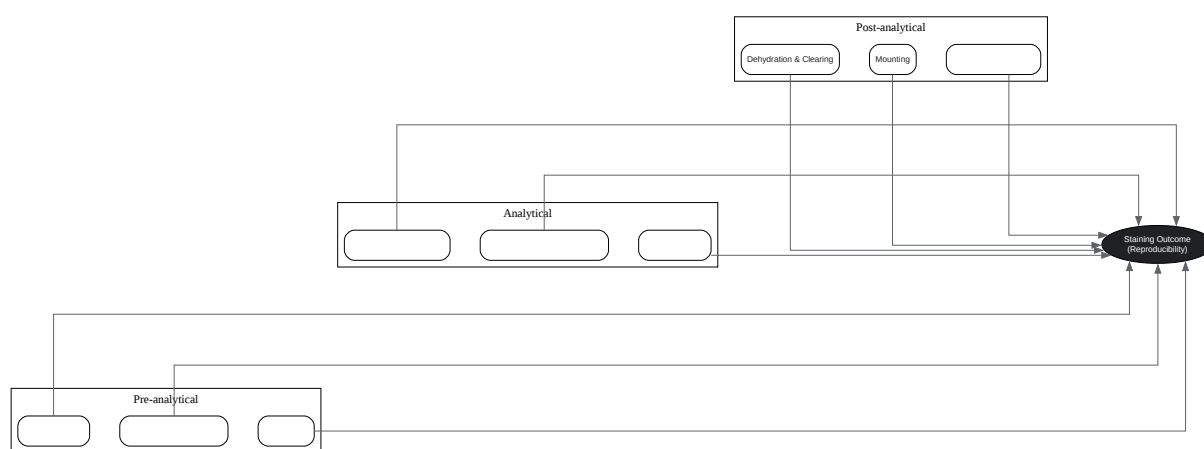 Post-analytical
Dehydration & Clearing
Mounting
Analytical
Staining Outcome
(Reproducibility)
Pre-analytical